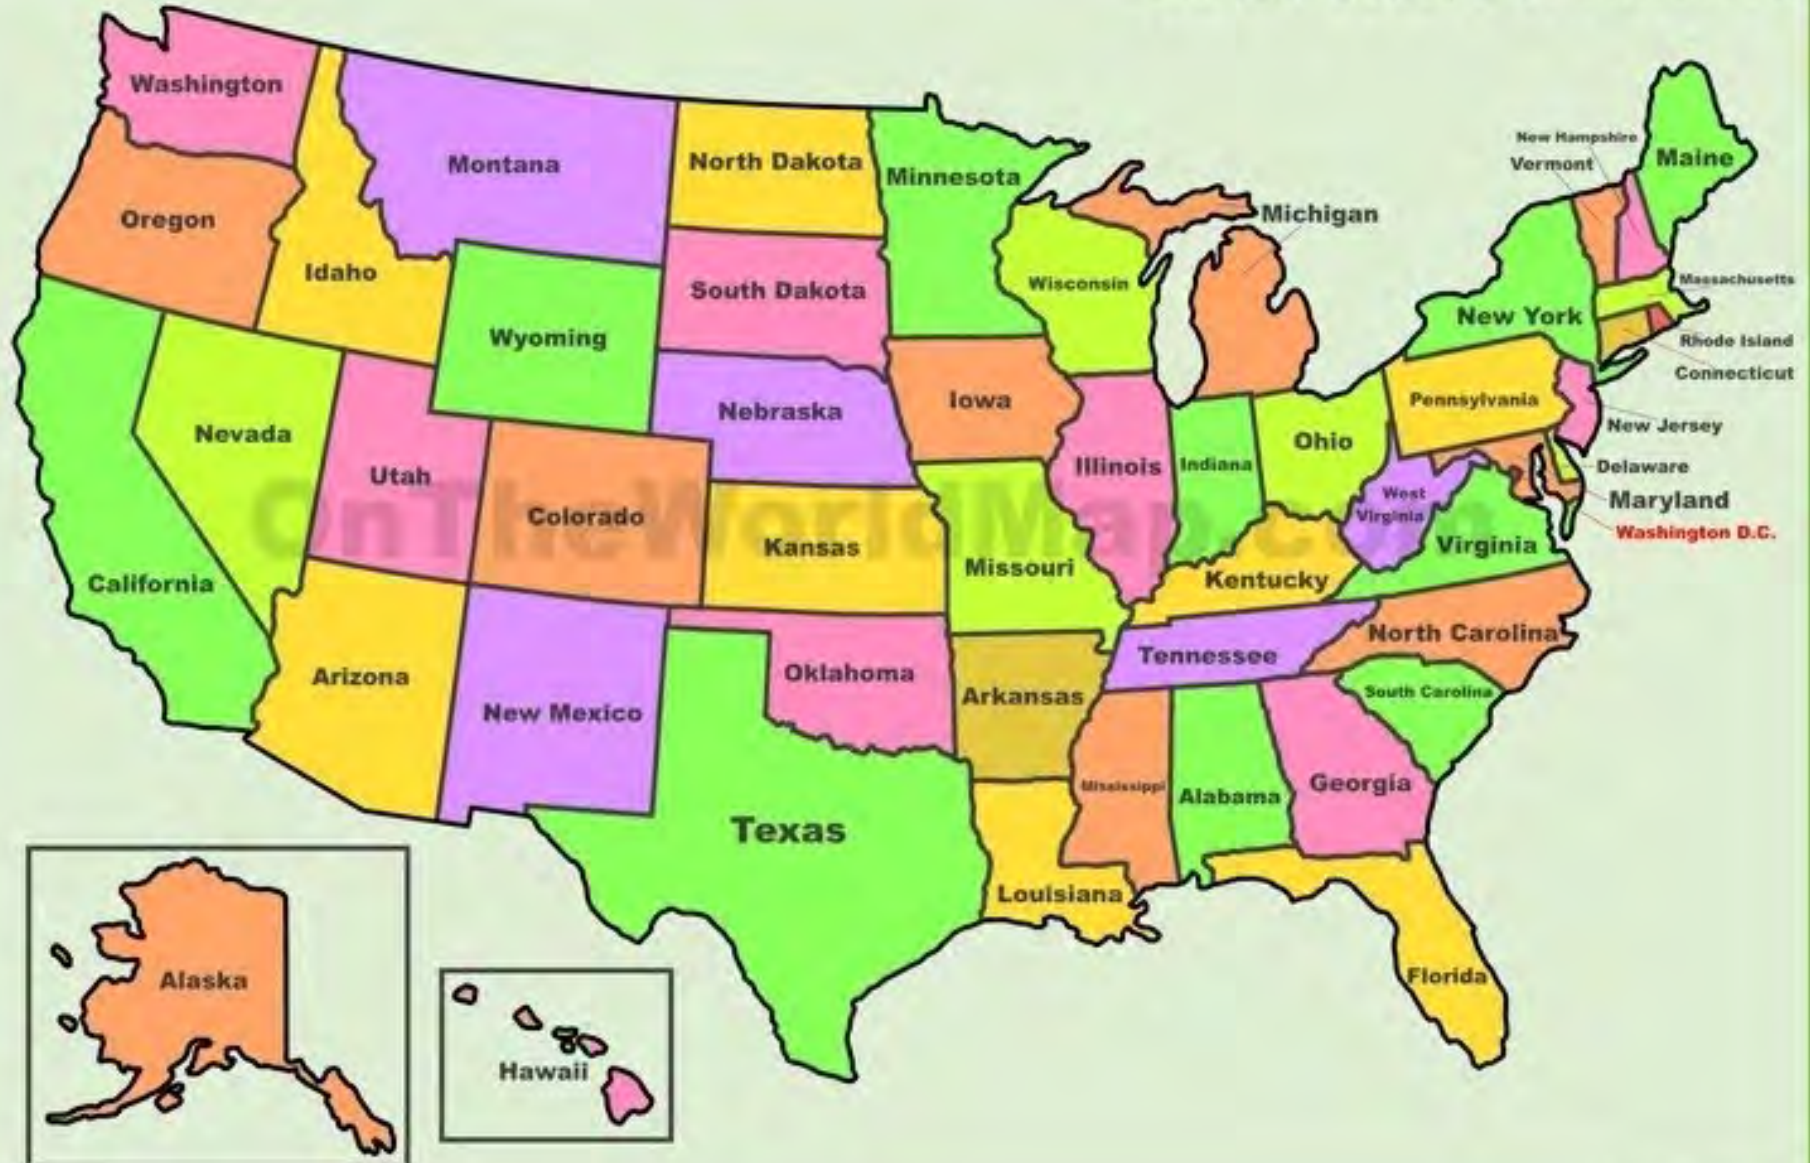 Washington
Montana
North Dakota
Minnesota
New Hampshire
Vermont
Maine
Oregon
Idaho
Michigan
South Dakota
Wisconsin
Massachusetts
Wyoming
New York
Rhode Island
Connecticut
Nevada
Nebraska
Iowa
Pennsylvania
New Jersey
Utah
Illinois
Indiana
Ohio
Delaware
Maryland
Colorado
West
Virginia
Washington D.C.
OnTheWorldMap.com
California
Kansas
Missouri
Kentucky
Virginia
Arizona
New Mexico
Oklahoma
Arkansas
Tennessee
North Carolina
South Carolina
Texas
Mississippi
Alabama
Georgia
Louisiana
Florida
Alaska
Hawaii